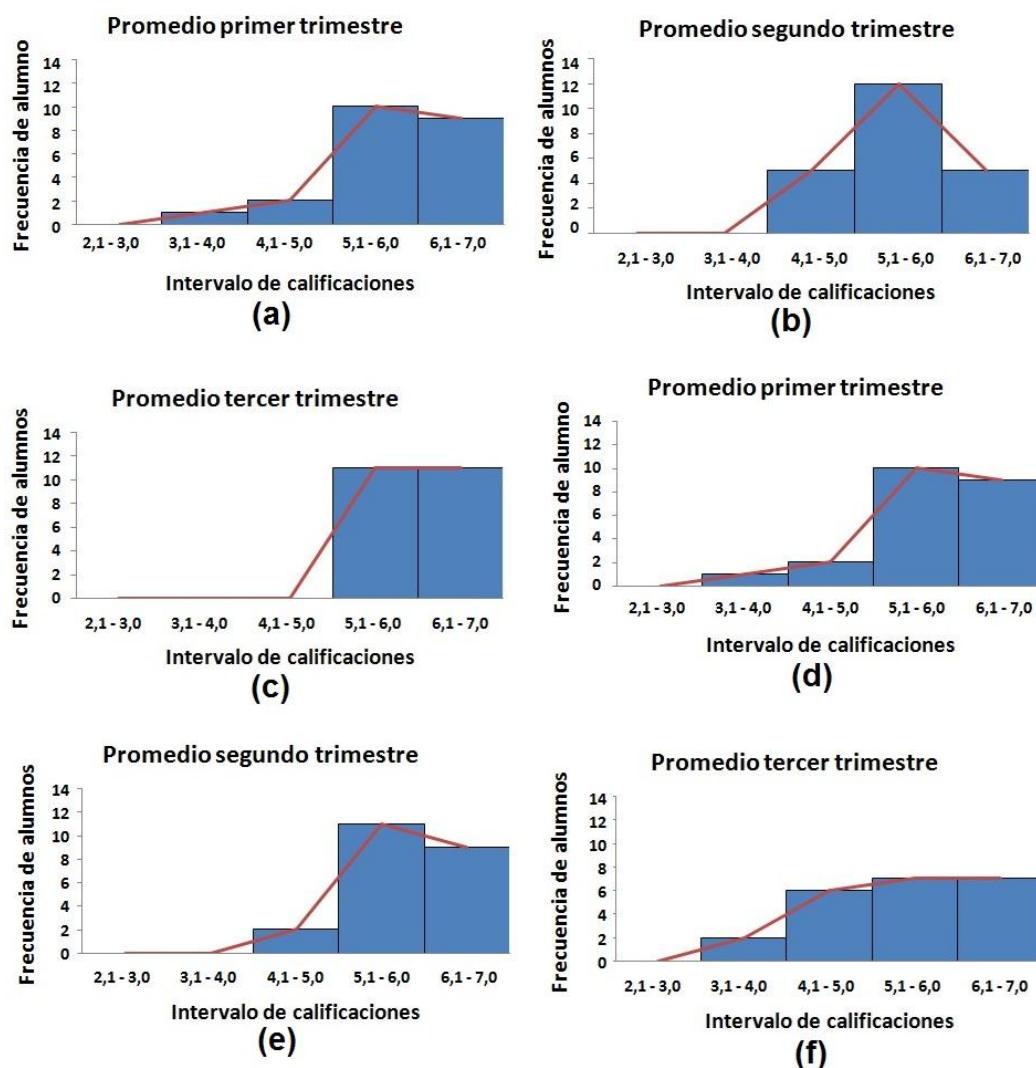 Promedio primer trimestre
Frecuencia de alumno
14
12
10
8
6
4
2
0
2,1 - 3,0 3,1 - 4,0 4,1 - 5,0 5,1 - 6,0 6,1 - 7,0
Intervalo de calificaciones
(a)
Promedio segundo trimestre
Frecuencia de alumnos
14
12
10
8
6
4
2
0
2,1 - 3,0 3,1 - 4,0 4,1 - 5,0 5,1 - 6,0 6,1 - 7,0
Intervalo de calificaciones
(b)
Promedio tercer trimestre
Frecuencia de alumnos
14
12
10
8
6
4
2
0
2,1 - 3,0 3,1 - 4,0 4,1 - 5,0 5,1 - 6,0 6,1 - 7,0
Intervalo de calificaciones
(c)
Promedio primer trimestre
Frecuencia de alumno
14
12
10
8
6
4
2
0
2,1 - 3,0 3,1 - 4,0 4,1 - 5,0 5,1 - 6,0 6,1 - 7,0
Intervalo de calificaciones
(d)
Promedio segundo trimestre
Frecuencia de alumnos
14
12
10
8
6
4
2
0
2,1 - 3,0 3,1 - 4,0 4,1 - 5,0 5,1 - 6,0 6,1 - 7,0
Intervalo de calificaciones
(e)
Promedio tercer trimestre
Frecuencia de alumnos
14
12
10
8
6
4
2
0
2,1 - 3,0 3,1 - 4,0 4,1 - 5,0 5,1 - 6,0 6,1 - 7,0
Intervalo de calificaciones
(f)